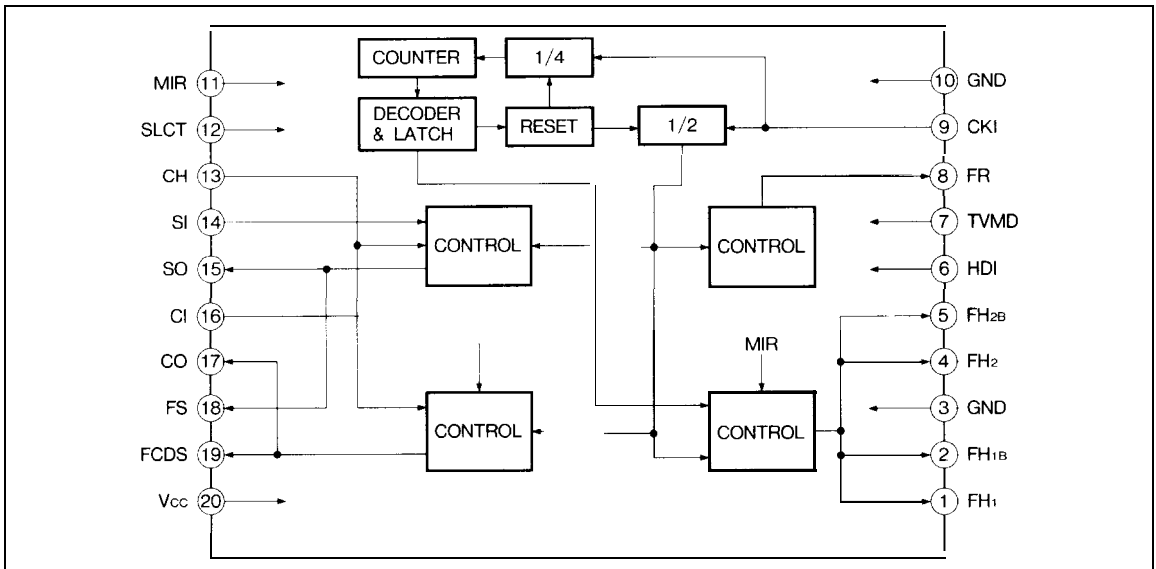 COUNTER
1/4
MIR 11
10 GND
DECODER
& LATCH
RESET
1/2
SLCT 12
9 CKI
CH 13
8 FR
SI 14
CONTROL
CONTROL
7 TVMD
SO 15
6 HDI
CI 16
5 FH2B
MIR
CO 17
4 FH2
FS 18
3 GND
CONTROL
CONTROL
FCDS 19
2 FH1B
Vcc 20
1 FH1